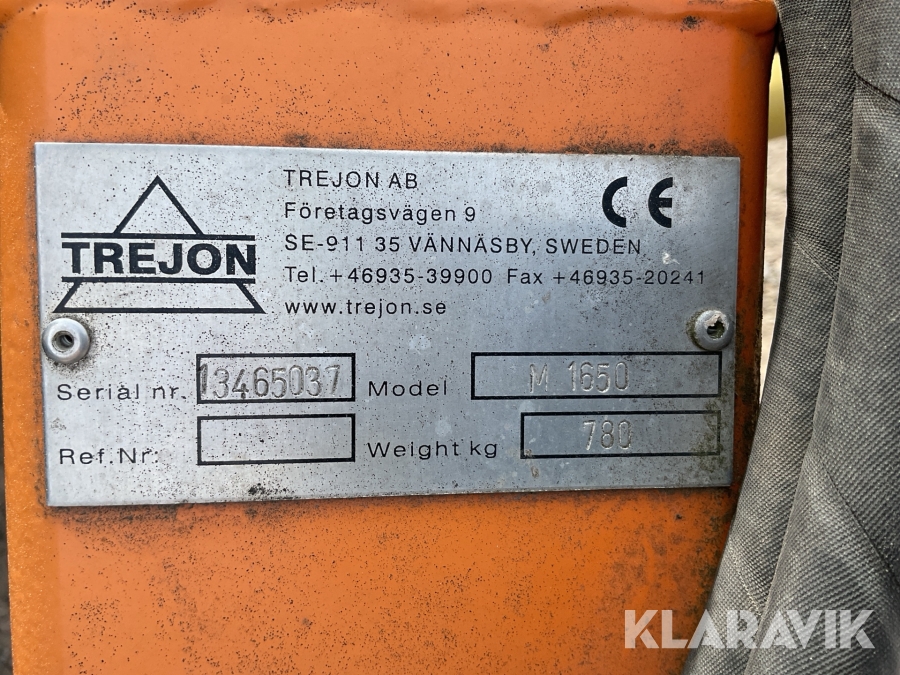 TREJON
TREJON AB
Företagsvägen 9
SE-911 35 VÄNNÄSBY, SWEDEN
Tel. +46935-39900 Fax +46935-20241
www.trejon.se
CE
Serial nr. 13465037 Model M 1650
Ref.Nr: Weight kg 780
KLARAVIK